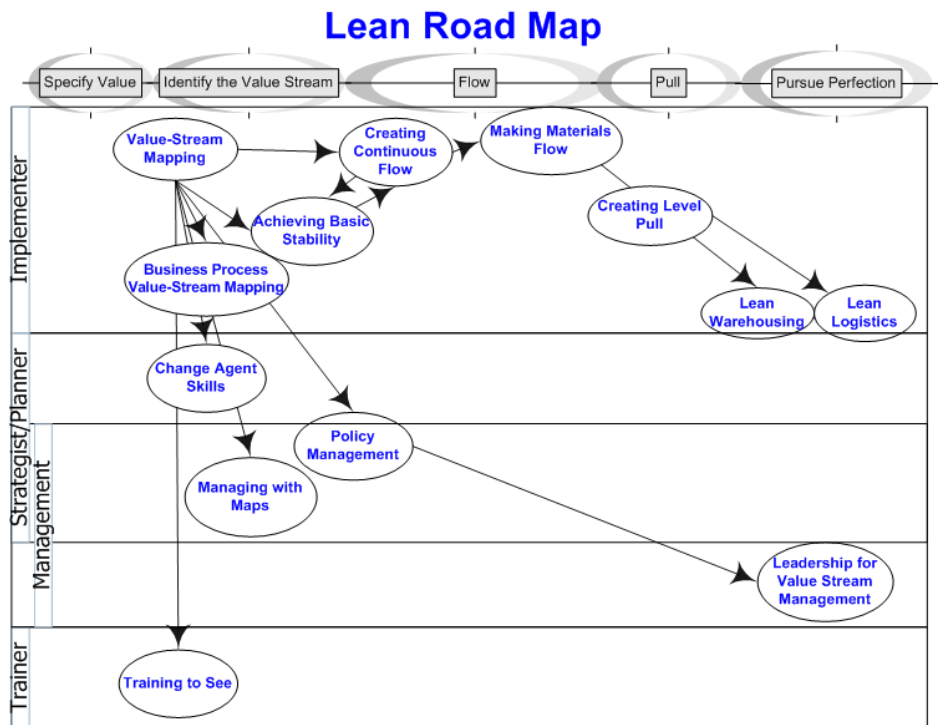 Lean Road Map
Specify Value
Identify the Value Stream
Flow
Pull
Pursue Perfection
Implementer
Value-Stream
Mapping
Creating
Continuous
Flow
Making Materials
Flow
Achieving Basic
Stability
Creating Level
Pull
Business Process
Value-Stream Mapping
Lean
Warehousing
Lean
Logistics
Strategist/Planner
Management
Change Agent
Skills
Policy
Management
Managing with
Maps
Leadership for
Value Stream
Management
Trainer
Training to See